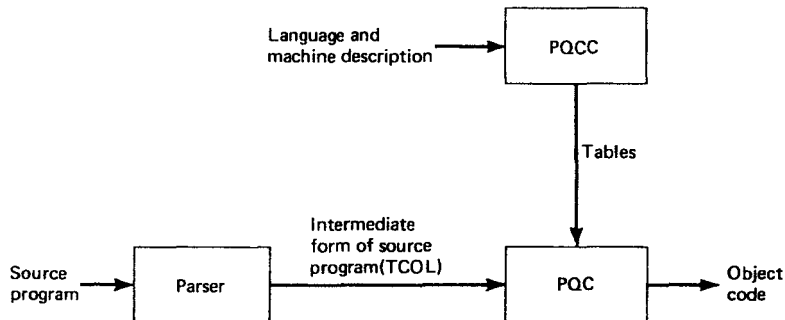 Language and
machine description
PQCC
Tables
Intermediate
form of source
program(TCOL)
Source
program
Parser
PQC
Object
code